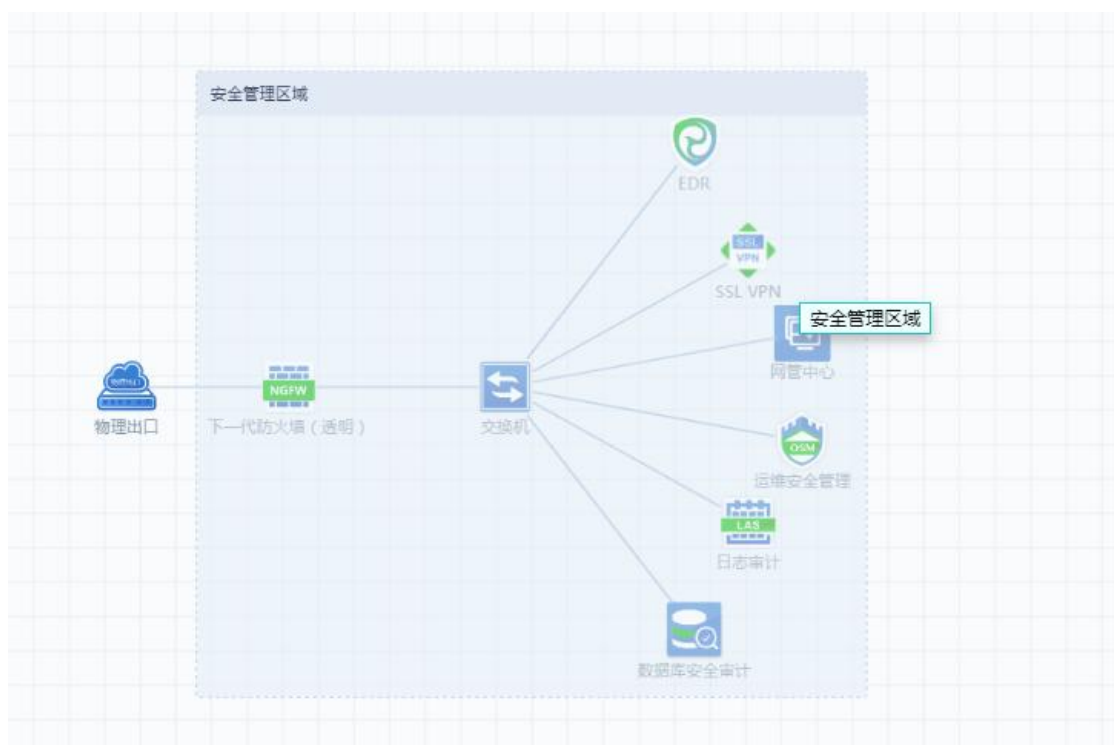 安全管理区域
EDR
SSL
VPN
SSL VPN
安全管理区域
网管中心
NGFW
物理出口
下一代防火墙（透明）
交换机
OSM
运维安全管理
LAS
日志审计
数据库安全审计